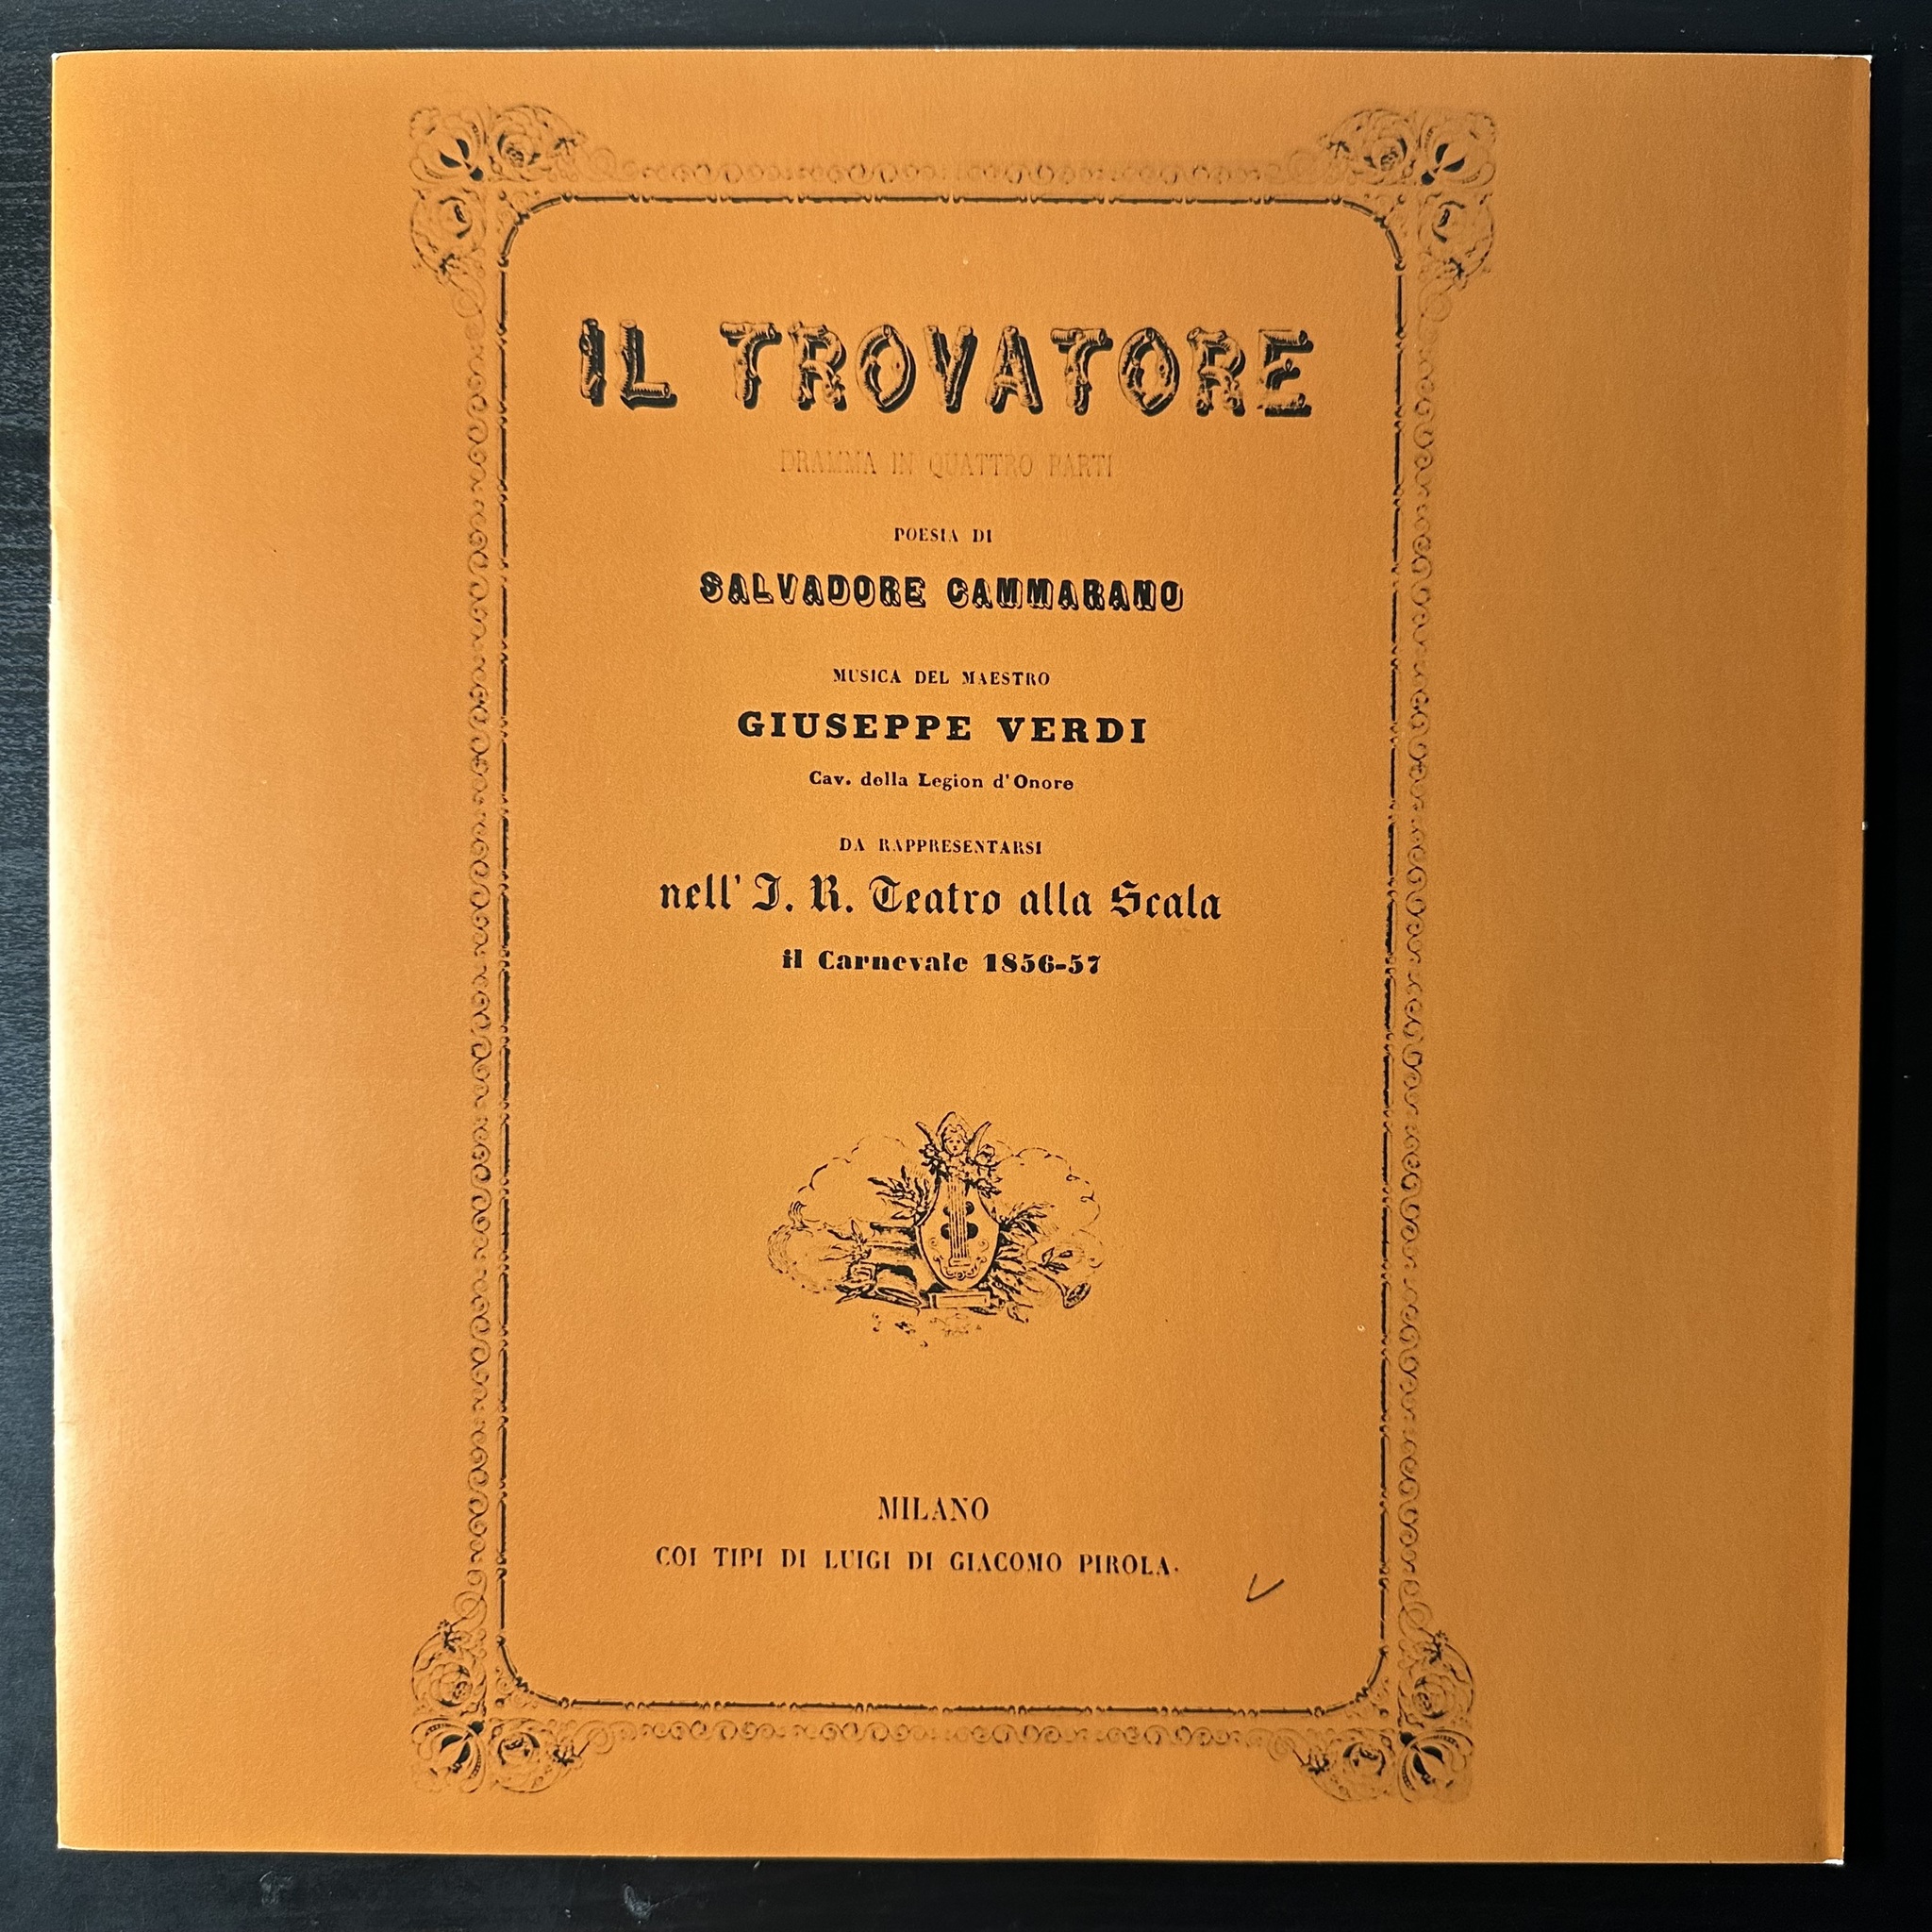 IL TROVATORE
DRAMMA IN QUATTRO PARTI
POESIA DI
SALVADORE CAMMARANO
MUSICA DEL MAESTRO
GIUSEPPE VERDI
Cav. della Legion d'Onore
DA RAPPRESENTARSI
nell' I. R. Teatro alla Scala
il Carnevale 1856-57
MILANO
COI TIPI DI LUIGI DI GIACOMO PIROLA.